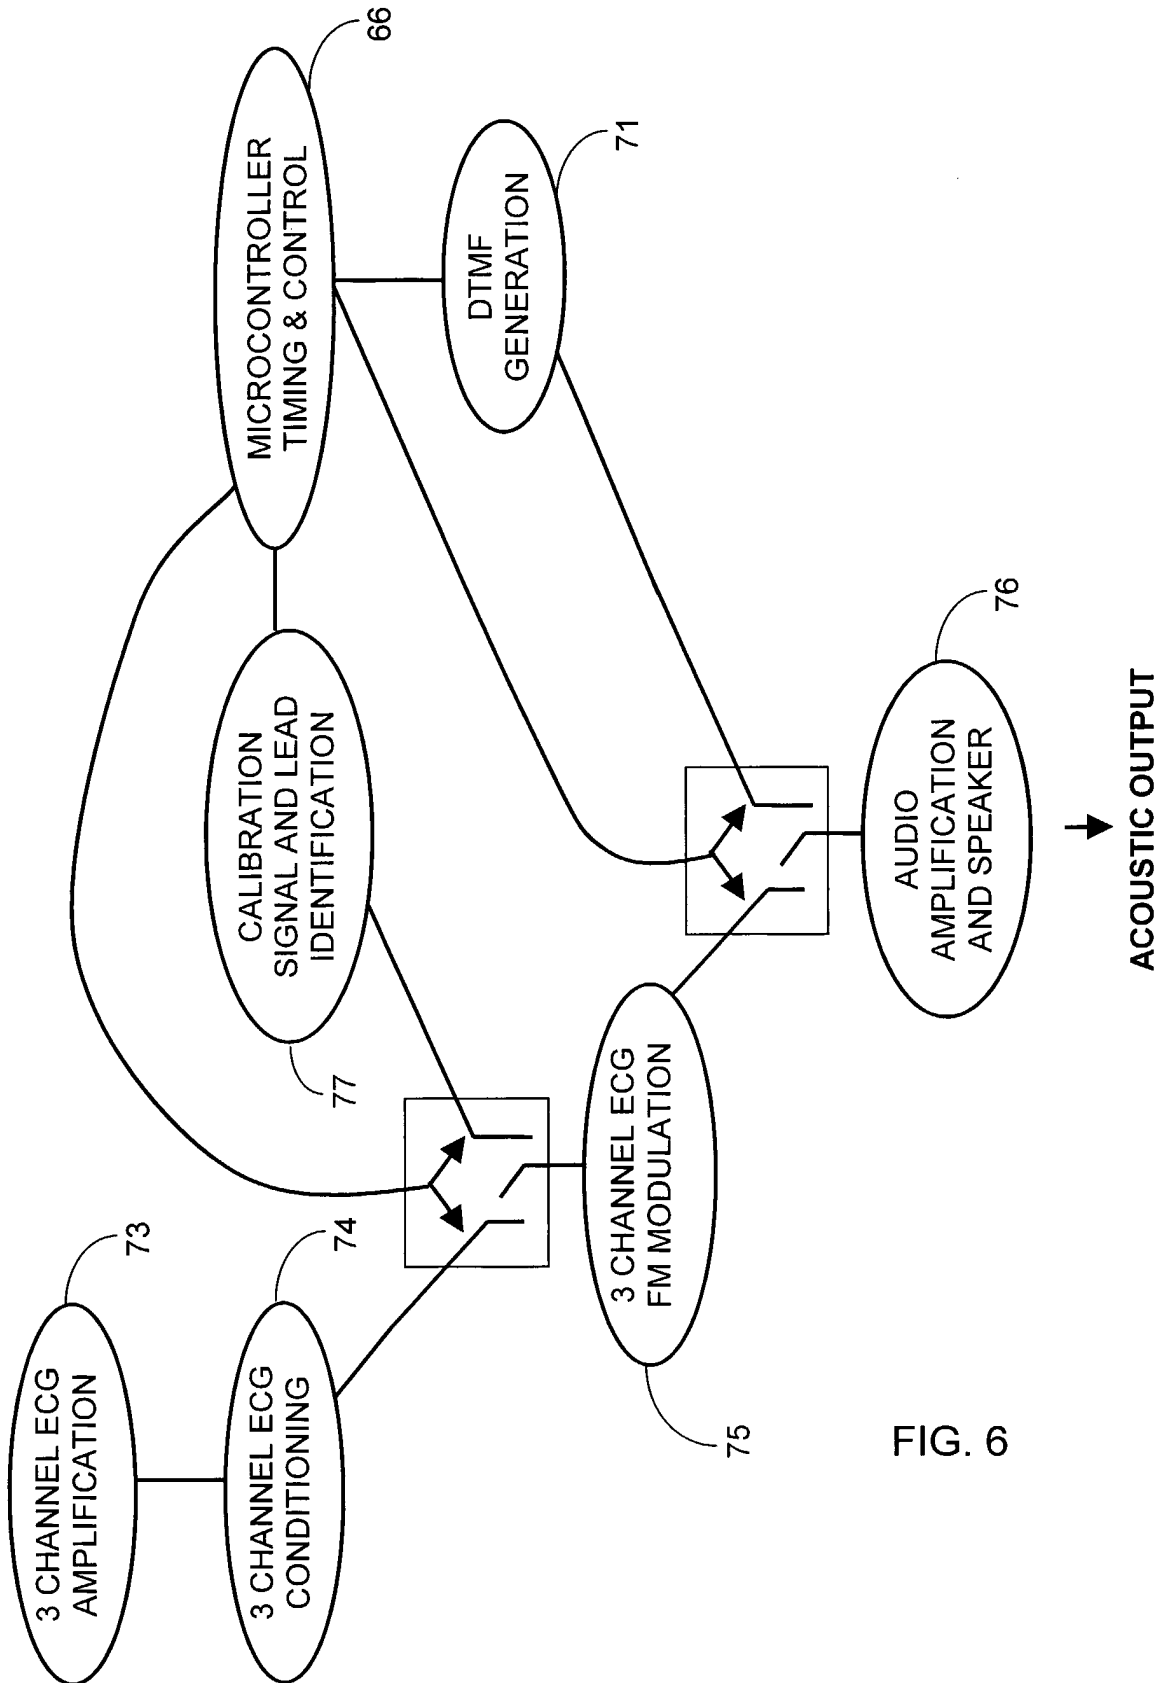 3 CHANNEL ECG
AMPLIFICATION
73
3 CHANNEL ECG
CONDITIONING
74
CALIBRATION
SIGNAL AND LEAD
IDENTIFICATION
77
MICROCONTROLLER
TIMING & CONTROL
66
DTMF
GENERATION
71
3 CHANNEL ECG
FM MODULATION
75
AUDIO
AMPLIFICATION
AND SPEAKER
76
ACOUSTIC OUTPUT
FIG. 6